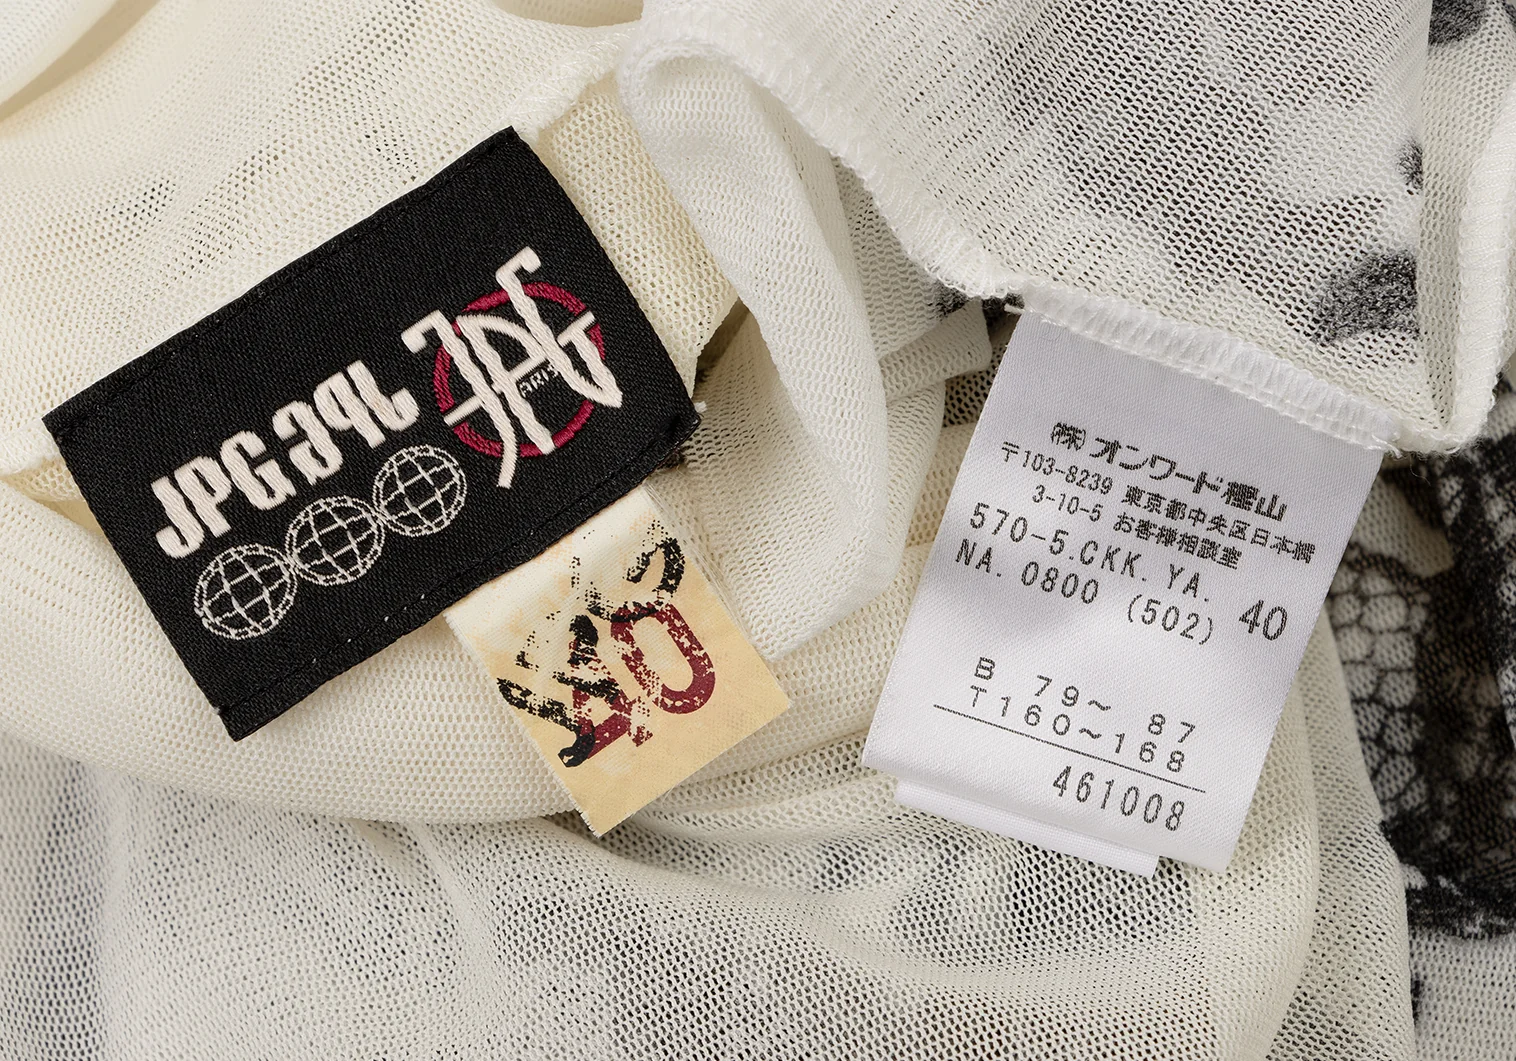 JPG JPG
JPG
40
㈱オンワード樫山
〒103-8239 東京都中央区日本橋
3-10-5 お客様相談室
570-5.CKK. YA.
NA. 0800 (502) 40
B 79~ 87
T160~168
461008